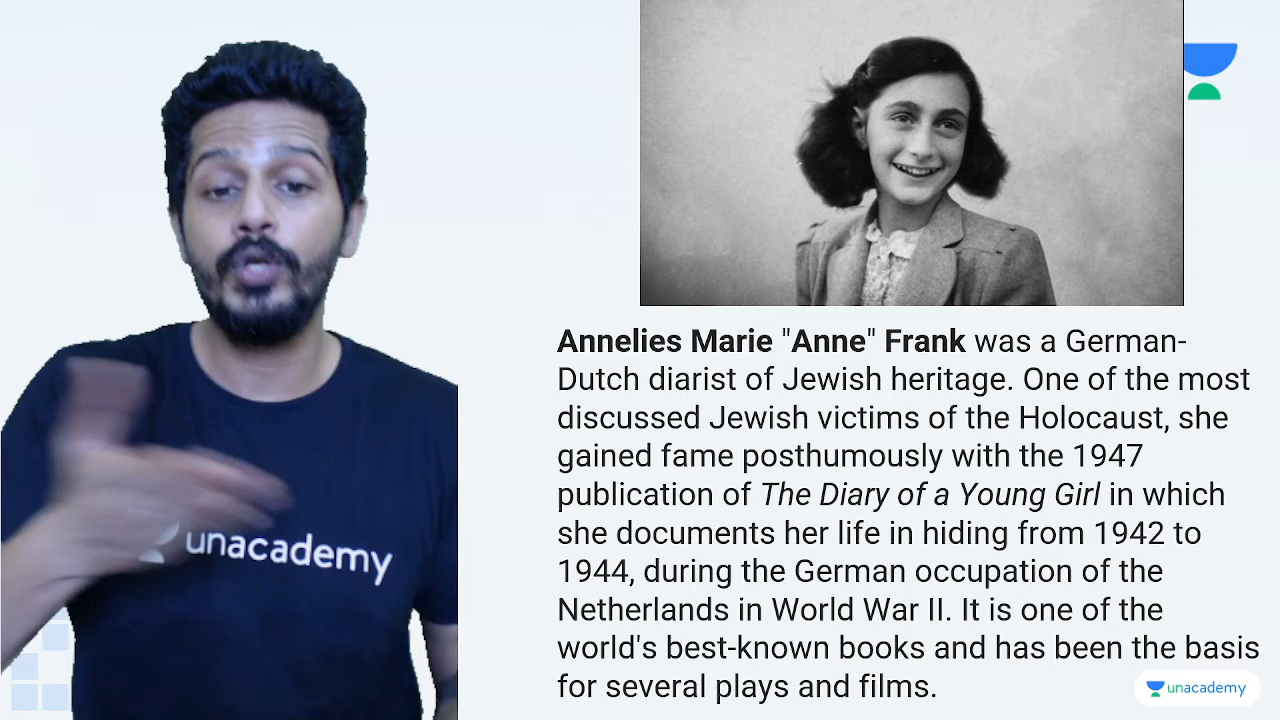 Annelies Marie "Anne" Frank was a German-
Dutch diarist of Jewish heritage. One of the most
discussed Jewish victims of the Holocaust, she
gained fame posthumously with the 1947
publication of The Diary of a Young Girl in which
she documents her life in hiding from 1942 to
1944, during the German occupation of the
Netherlands in World War II. It is one of the
world's best-known books and has been the basis
for several plays and films.
unacademy
unacademy